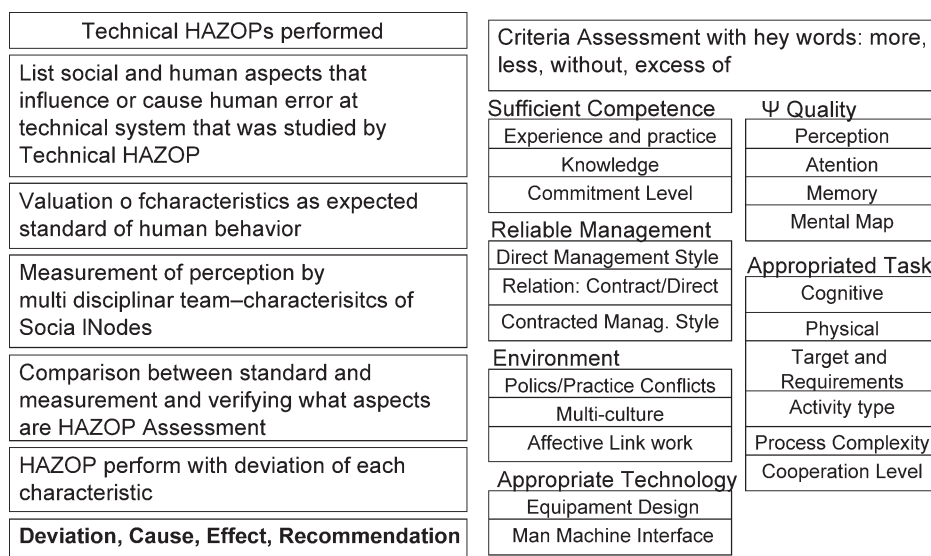 Technical HAZOPs performed
List social and human aspects that
influence or cause human error at
technical system that was studied by
Technical HAZOP
Valuation o fcharacteristics as expected
standard of human behavior
Measurement of perception by
multi disciplinar team–characterisitcs of
Socia lNodes
Comparison between standard and
measurement and verifying what aspects
are HAZOP Assessment
HAZOP perform with deviation of each
characteristic
Deviation, Cause, Effect, Recommendation
Criteria Assessment with hey words: more,
less, without, excess of
Sufficient Competence
Experience and practice
Knowledge
Commitment Level
Reliable Management
Direct Management Style
Relation: Contract/Direct
Contracted Manag. Style
Environment
Polics/Practice Conflicts
Multi-culture
Affective Link work
Appropriate Technology
Equipament Design
Man Machine Interface
Ψ Quality
Perception
Atention
Memory
Mental Map
Appropriated Task
Cognitive
Physical
Target and
Requirements
Activity type
Process Complexity
Cooperation Level